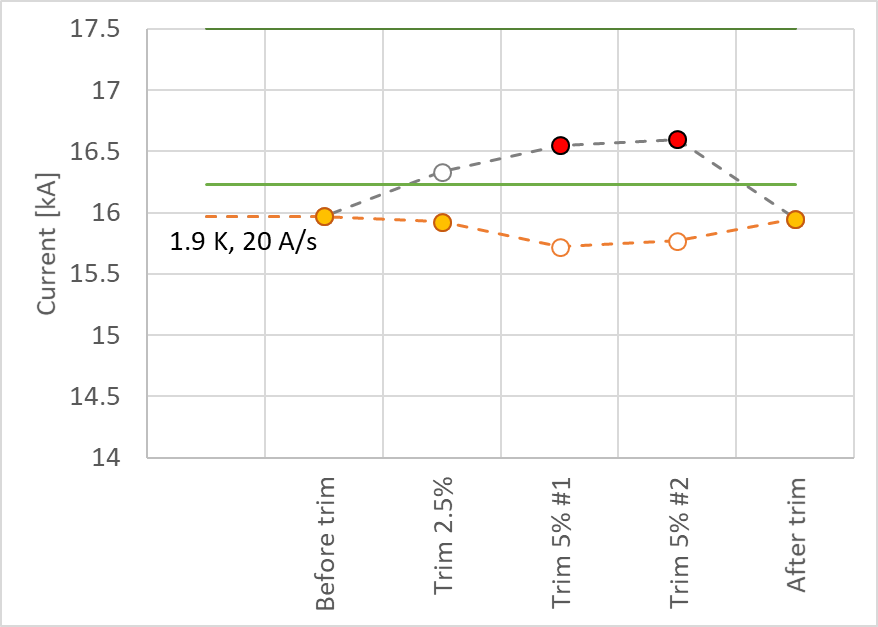 17.5
17
16.5
16
15.5
15
14.5
14
Current [kA]
1.9 K, 20 A/s
Before trim
Trim 2.5%
Trim 5% #1
Trim 5% #2
After trim